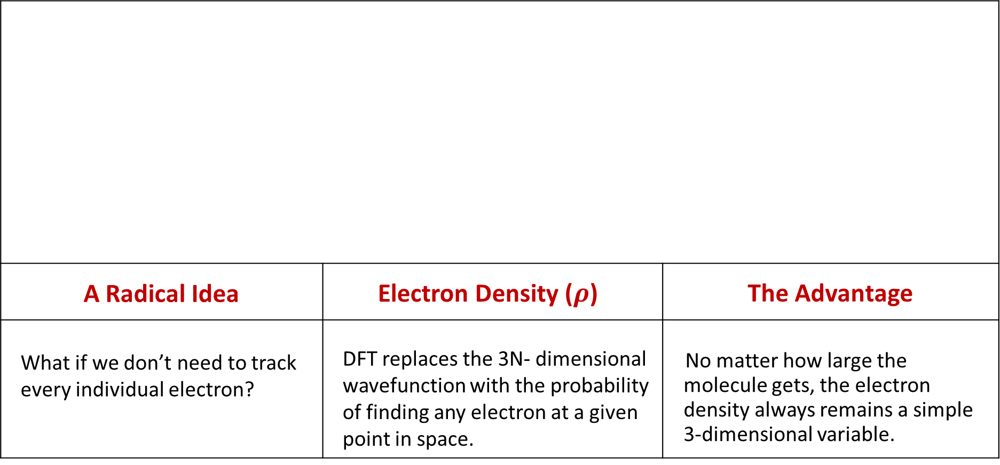 A Radical Idea
Electron Density (ρ)
The Advantage
What if we don’t need to track
every individual electron?
DFT replaces the 3N- dimensional
wavefunction with the probability
of finding any electron at a given
point in space.
No matter how large the
molecule gets, the electron
density always remains a simple
3-dimensional variable.